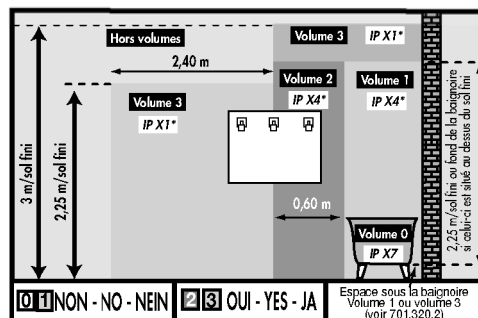 Hors volumes
Volume 3 IP X1*
2,40 m
Volume 2
IP X4*
Volume 1
IP X4*
Volume 3
IP X1*
3 m/sol fini
2,25 m/sol fini
0,60 m
Volume 0
IP X7
2,25 m/sol fini ou fond de la baignoire
si celui-ci est situé au dessus du sol fini
0 1 NON - NO - NEIN
2 3 OUI - YES - JA
Espace sous la baignoire
Volume 1 ou volume 3
(voir 701.320.2)